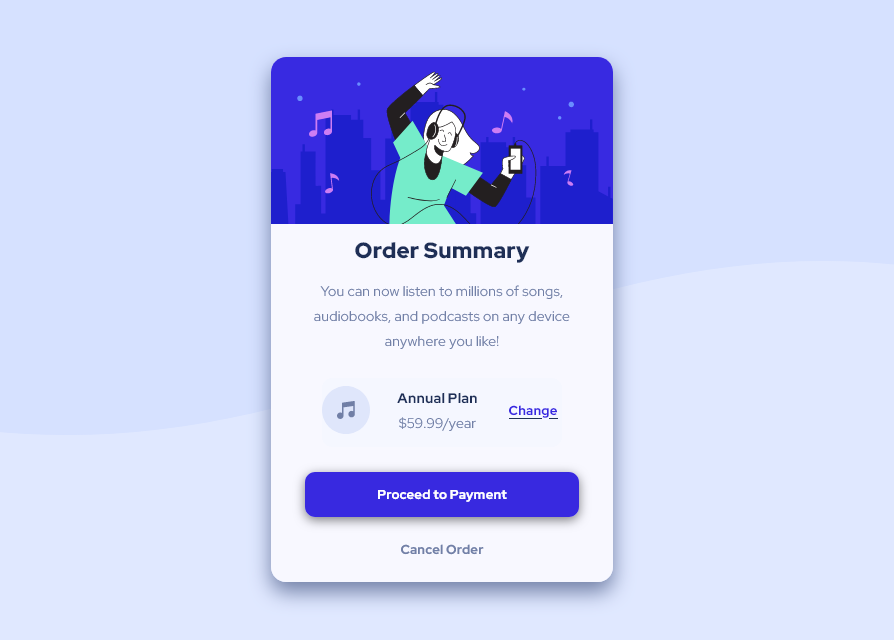 Order Summary
You can now listen to millions of songs,
audiobooks, and podcasts on any device
anywhere you like!
Annual Plan
$59.99/year
Change
Proceed to Payment
Cancel Order